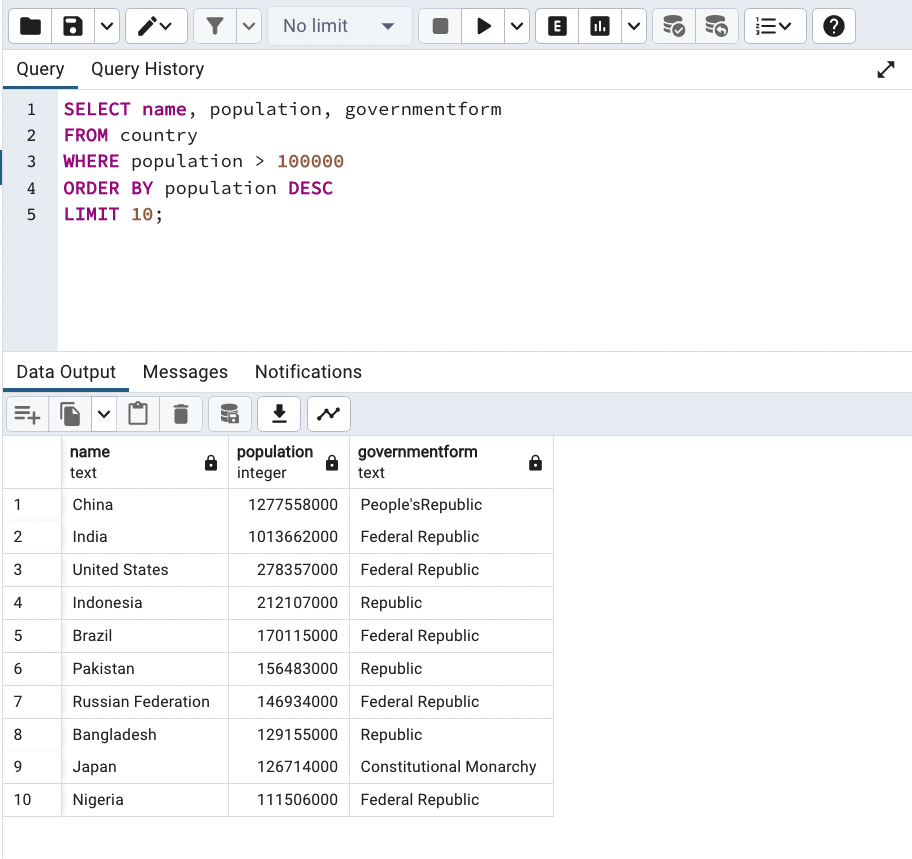 No limit
E
Query Query History
1 SELECT name, population, governmentform
2 FROM country
3 WHERE population > 100000
4 ORDER BY population DESC
5 LIMIT 10;
Data Output Messages Notifications
name population governmentform
text integer text
1 China 1277558000 People'sRepublic
2 India 1013662000 Federal Republic
3 United States 278357000 Federal Republic
4 Indonesia 212107000 Republic
5 Brazil 170115000 Federal Republic
6 Pakistan 156483000 Republic
7 Russian Federation 146934000 Federal Republic
8 Bangladesh 129155000 Republic
9 Japan 126714000 Constitutional Monarchy
10 Nigeria 111506000 Federal Republic